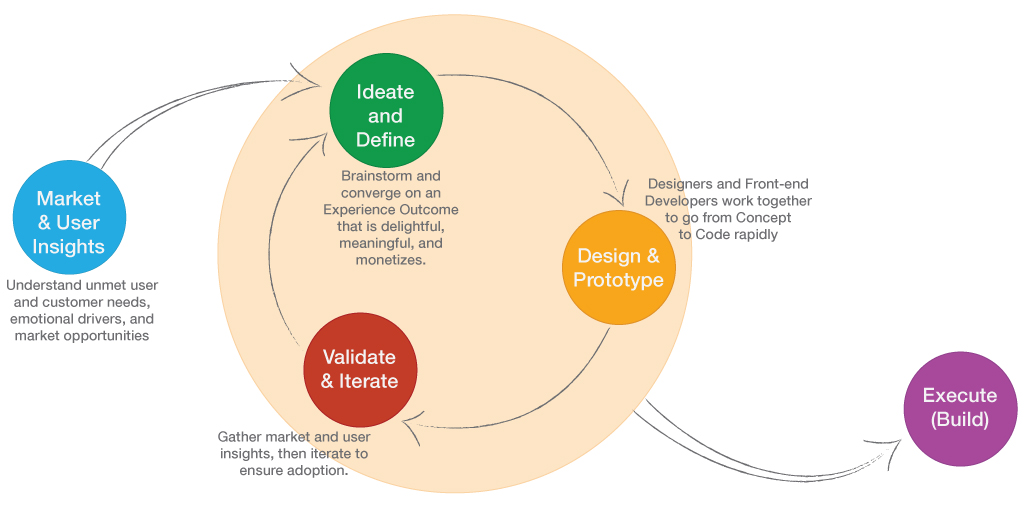 Market
& User
Insights
Understand unmet user
and customer needs,
emotional drivers, and
market opportunities
Ideate
and
Define
Brainstorm and
converge on an
Experience Outcome
that is delightful,
meaningful, and
monetizes.
Designers and Front-end
Developers work together
to go from Concept
to Code rapidly
Design &
Prototype
Validate
& Iterate
Gather market and user
insights, then iterate to
ensure adoption.
Execute
(Build)